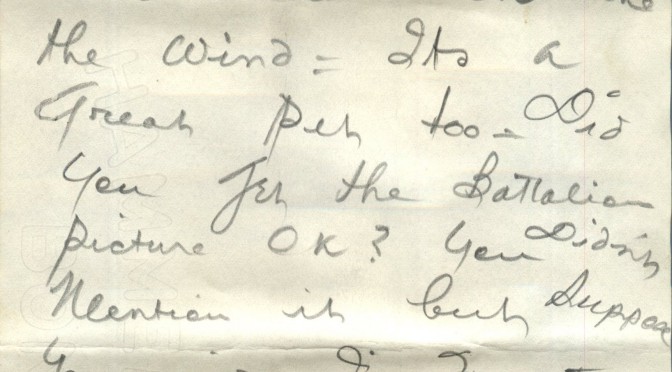 the Wind = Its a
Great Pet too - Did
You Get the Battalion
picture OK? You Didn't
Mention it but Suppose